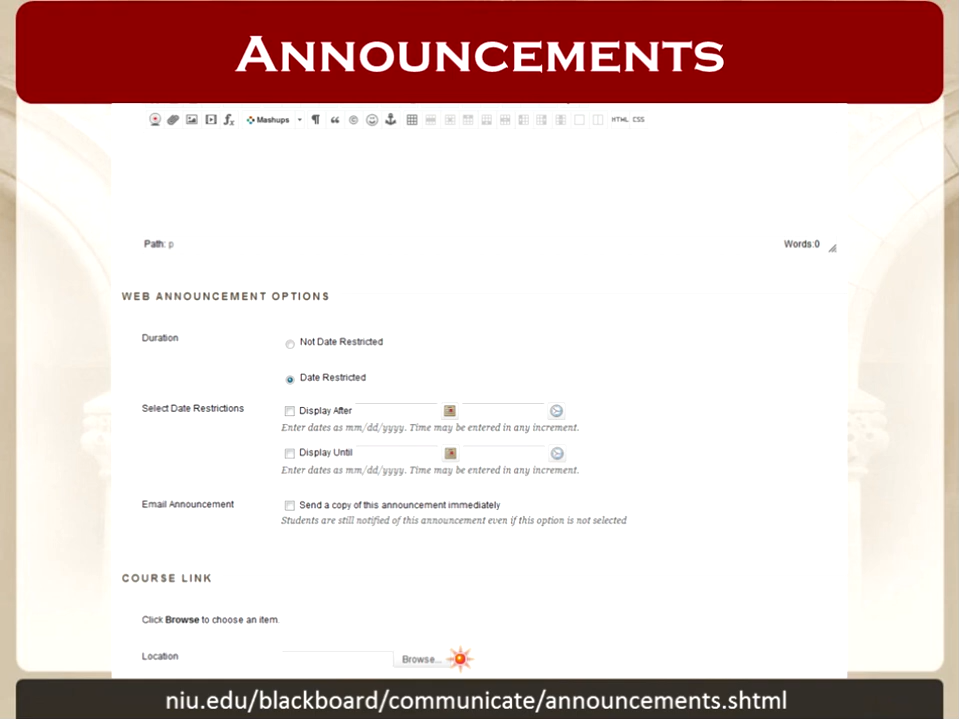 ANNOUNCEMENTS
fx Mashups ¶ “ © HTML CSS
Path: p Words:0
WEB ANNOUNCEMENT OPTIONS
Duration
Not Date Restricted
Date Restricted
Select Date Restrictions
Display After
Enter dates as mm/dd/yyyy. Time may be entered in any increment.
Display Until
Enter dates as mm/dd/yyyy. Time may be entered in any increment.
Email Announcement
Send a copy of this announcement immediately
Students are still notified of this announcement even if this option is not selected
COURSE LINK
Click Browse to choose an item.
Location
Browse...
niu.edu/blackboard/communicate/announcements.shtml